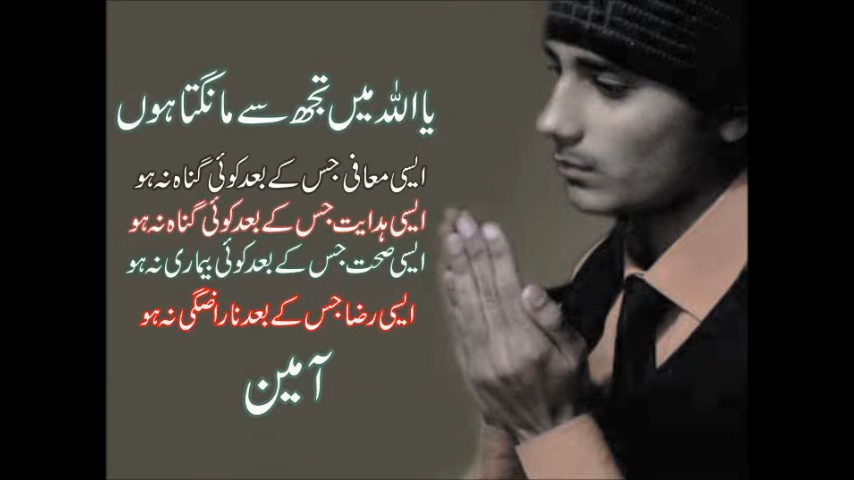 یا اللہ میں تجھ سے مانگتا ہوں
ایسی معافی جس کے بعد کوئی گناہ نہ ہو
ایسی ہدایت جس کے بعد کوئی گناہ نہ ہو
ایسی صحت جس کے بعد کوئی بیماری نہ ہو
ایسی رضا جس کے بعد ناراضگی نہ ہو
آمین